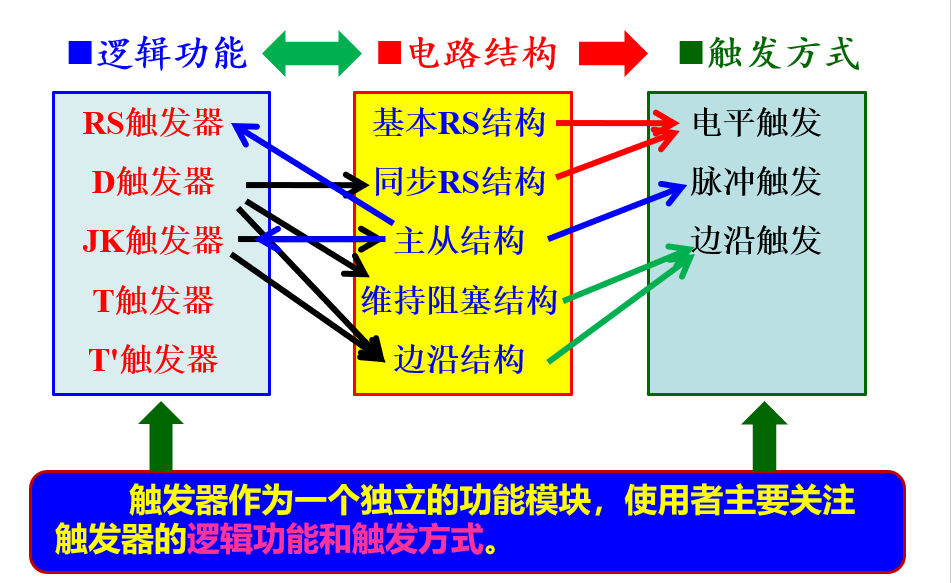 ■逻辑功能
■电路结构
■触发方式
RS触发器
D触发器
JK触发器
T触发器
T'触发器
基本RS结构
同步RS结构
主从结构
维持阻塞结构
边沿结构
电平触发
脉冲触发
边沿触发
触发器作为一个独立的功能模块，使用者主要关注
触发器的逻辑功能和触发方式。